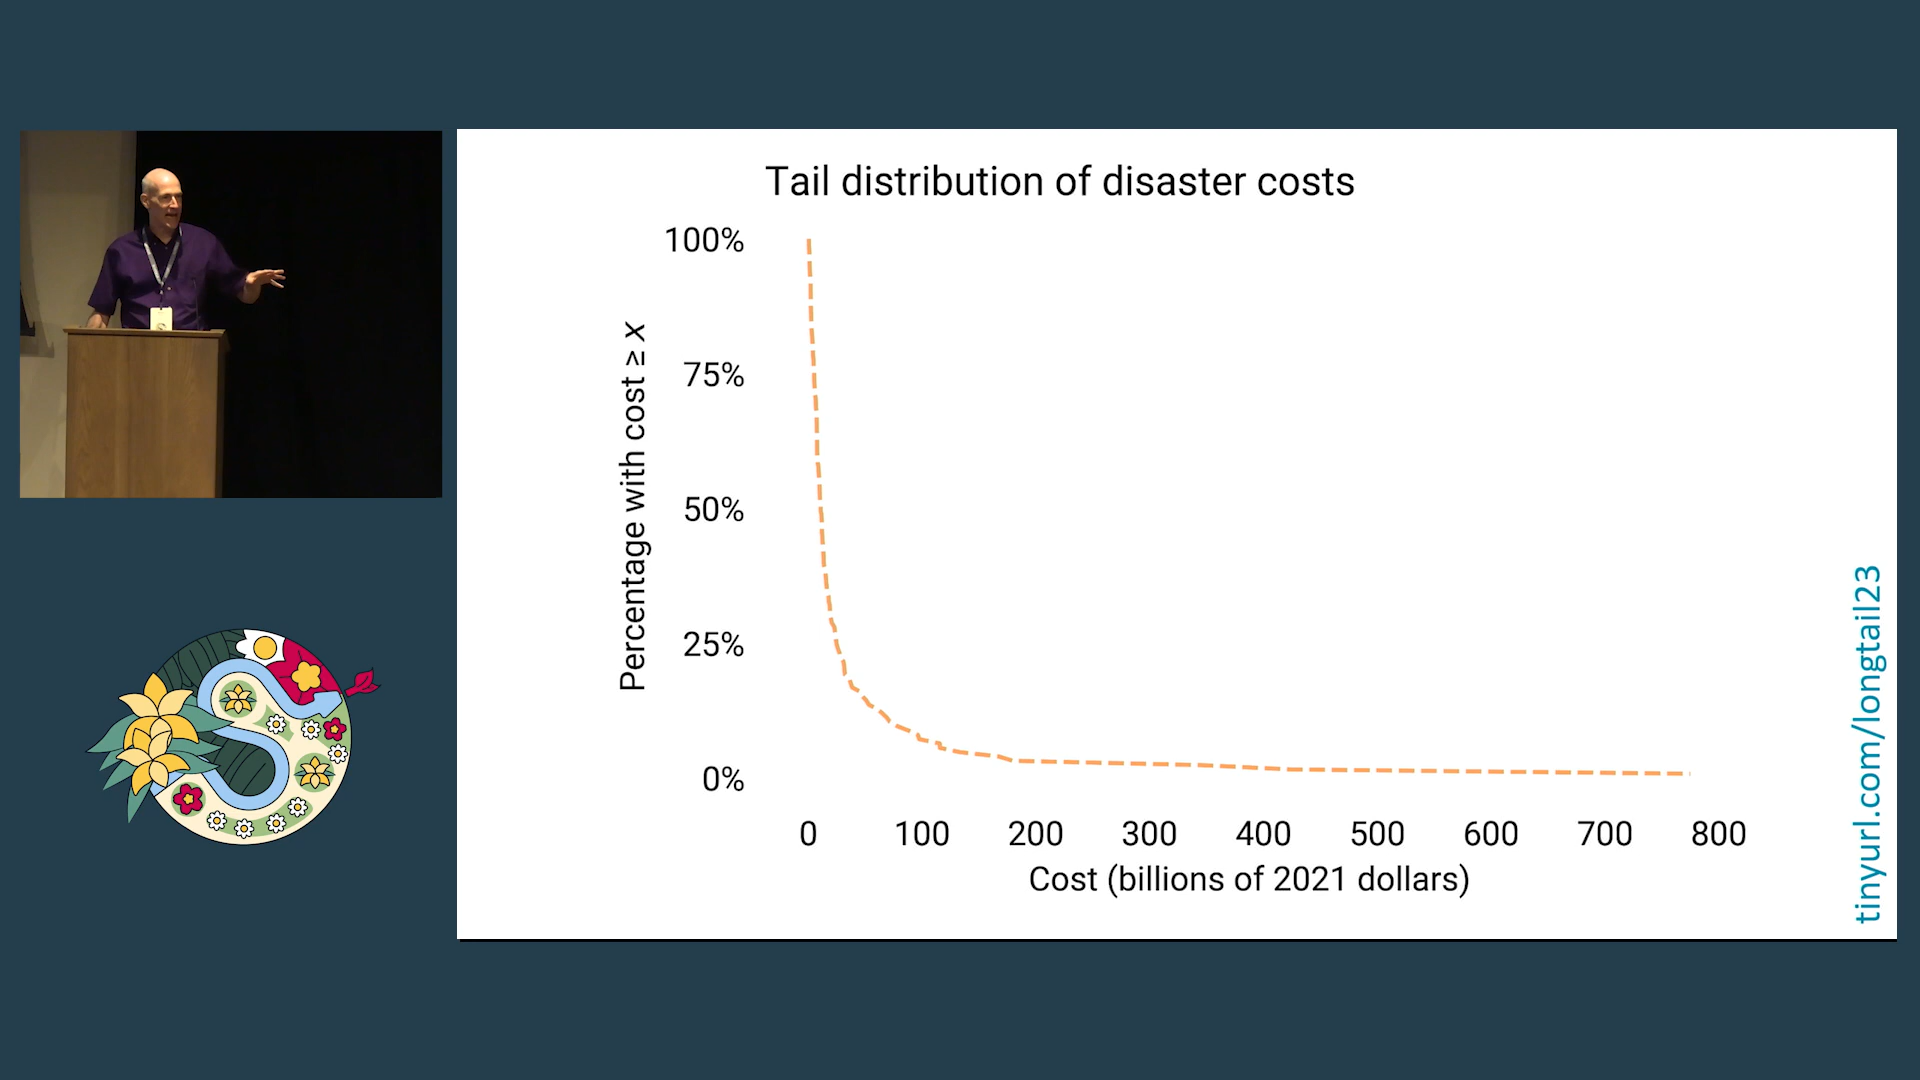 Tail distribution of disaster costs
Percentage with cost ≥ x
100%
75%
50%
25%
0%
0 100 200 300 400 500 600 700 800
Cost (billions of 2021 dollars)
tinyurl.com/longtail23